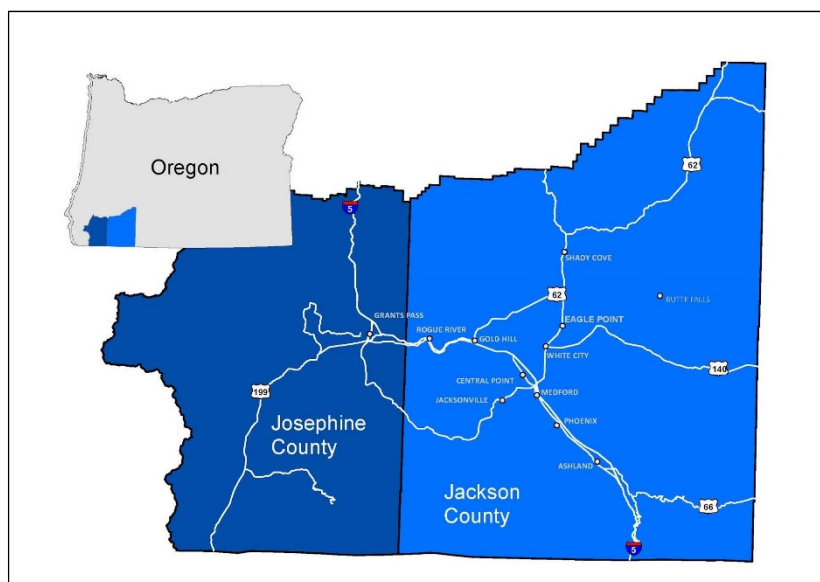 Oregon
62
5
SHADY COVE
62
BUTTE FALLS
GRANTS PASS
EAGLE POINT
ROGUE RIVER
GOLD HILL
WHITE CITY
140
CENTRAL POINT
199
MEDFORD
JACKSONVILLE
Josephine
County
PHOENIX
ASHLAND
Jackson
County
66
5